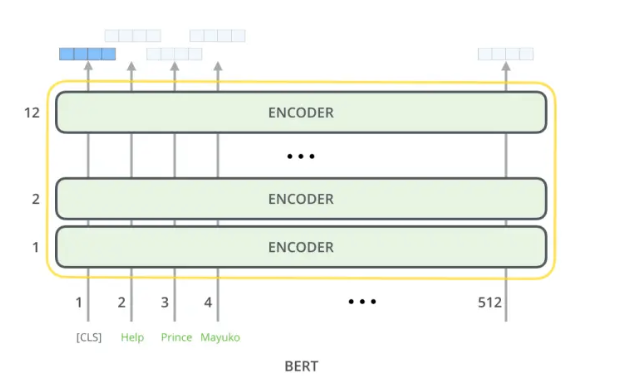 12 ENCODER
...
2 ENCODER
1 ENCODER
1 2 3 4 ... 512
[CLS] Help Prince Mayuko
BERT